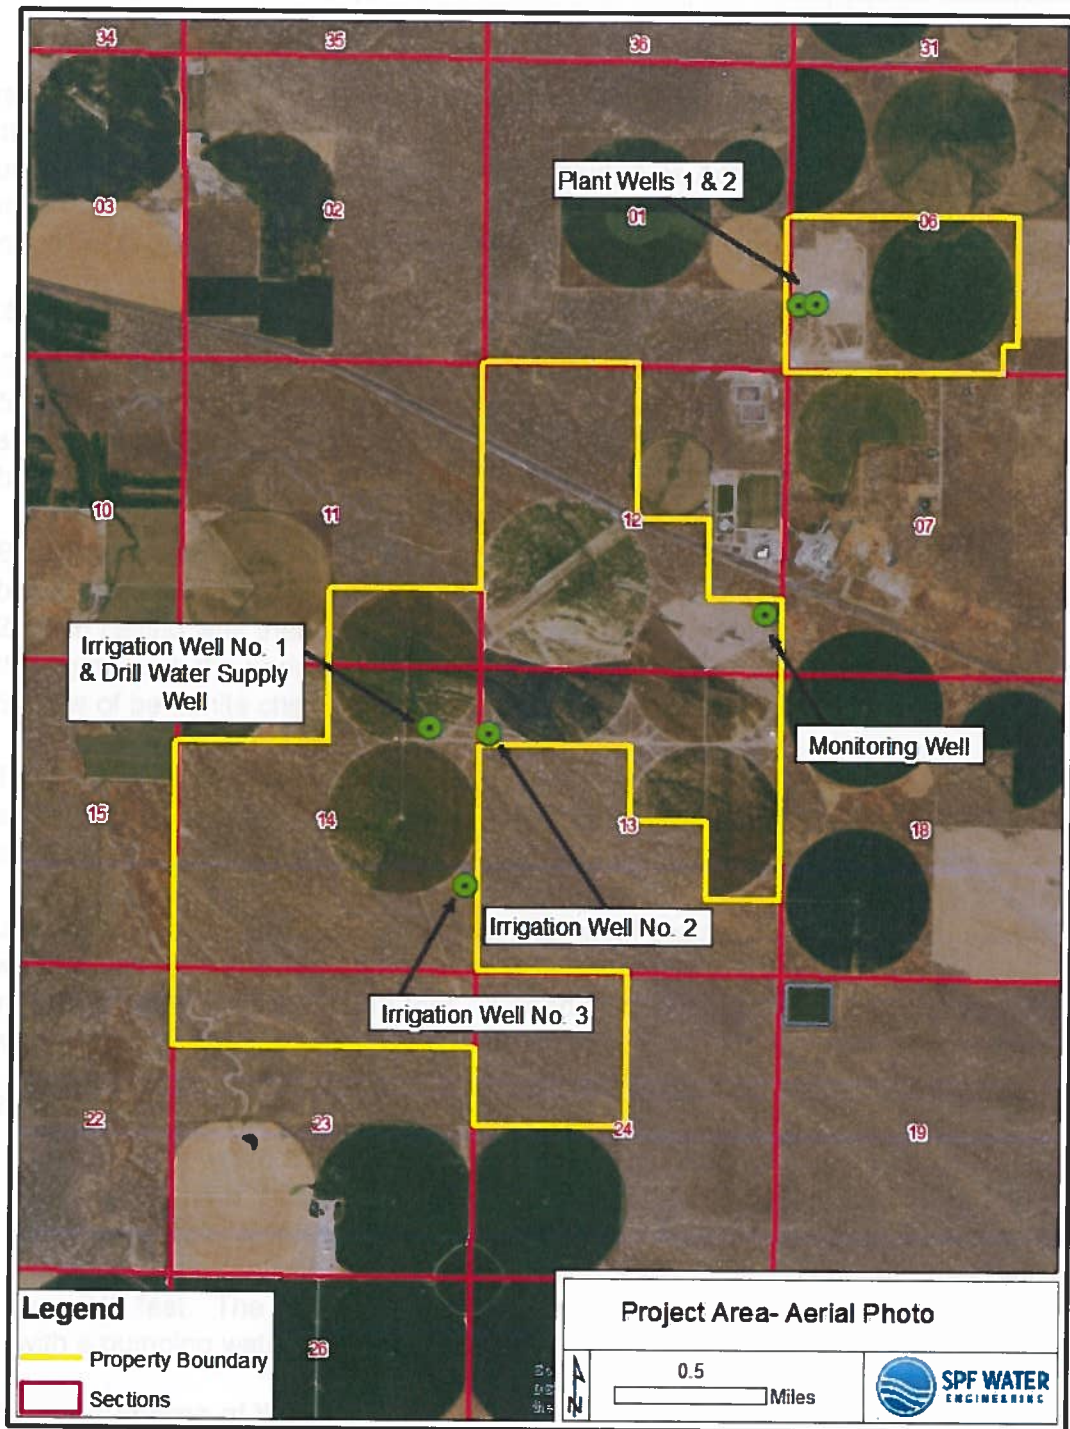 34
35
36
31
Plant Wells 1 & 2
03
02
01
06
10
11
12
07
Irrigation Well No. 1
& Drill Water Supply
Well
Monitoring Well
15
14
13
18
Irrigation Well No. 2
Irrigation Well No. 3
22
23
24
19
26
Legend
Property Boundary
Sections
Project Area- Aerial Photo
N
0.5
Miles
SPF WATER
ENGINEERING